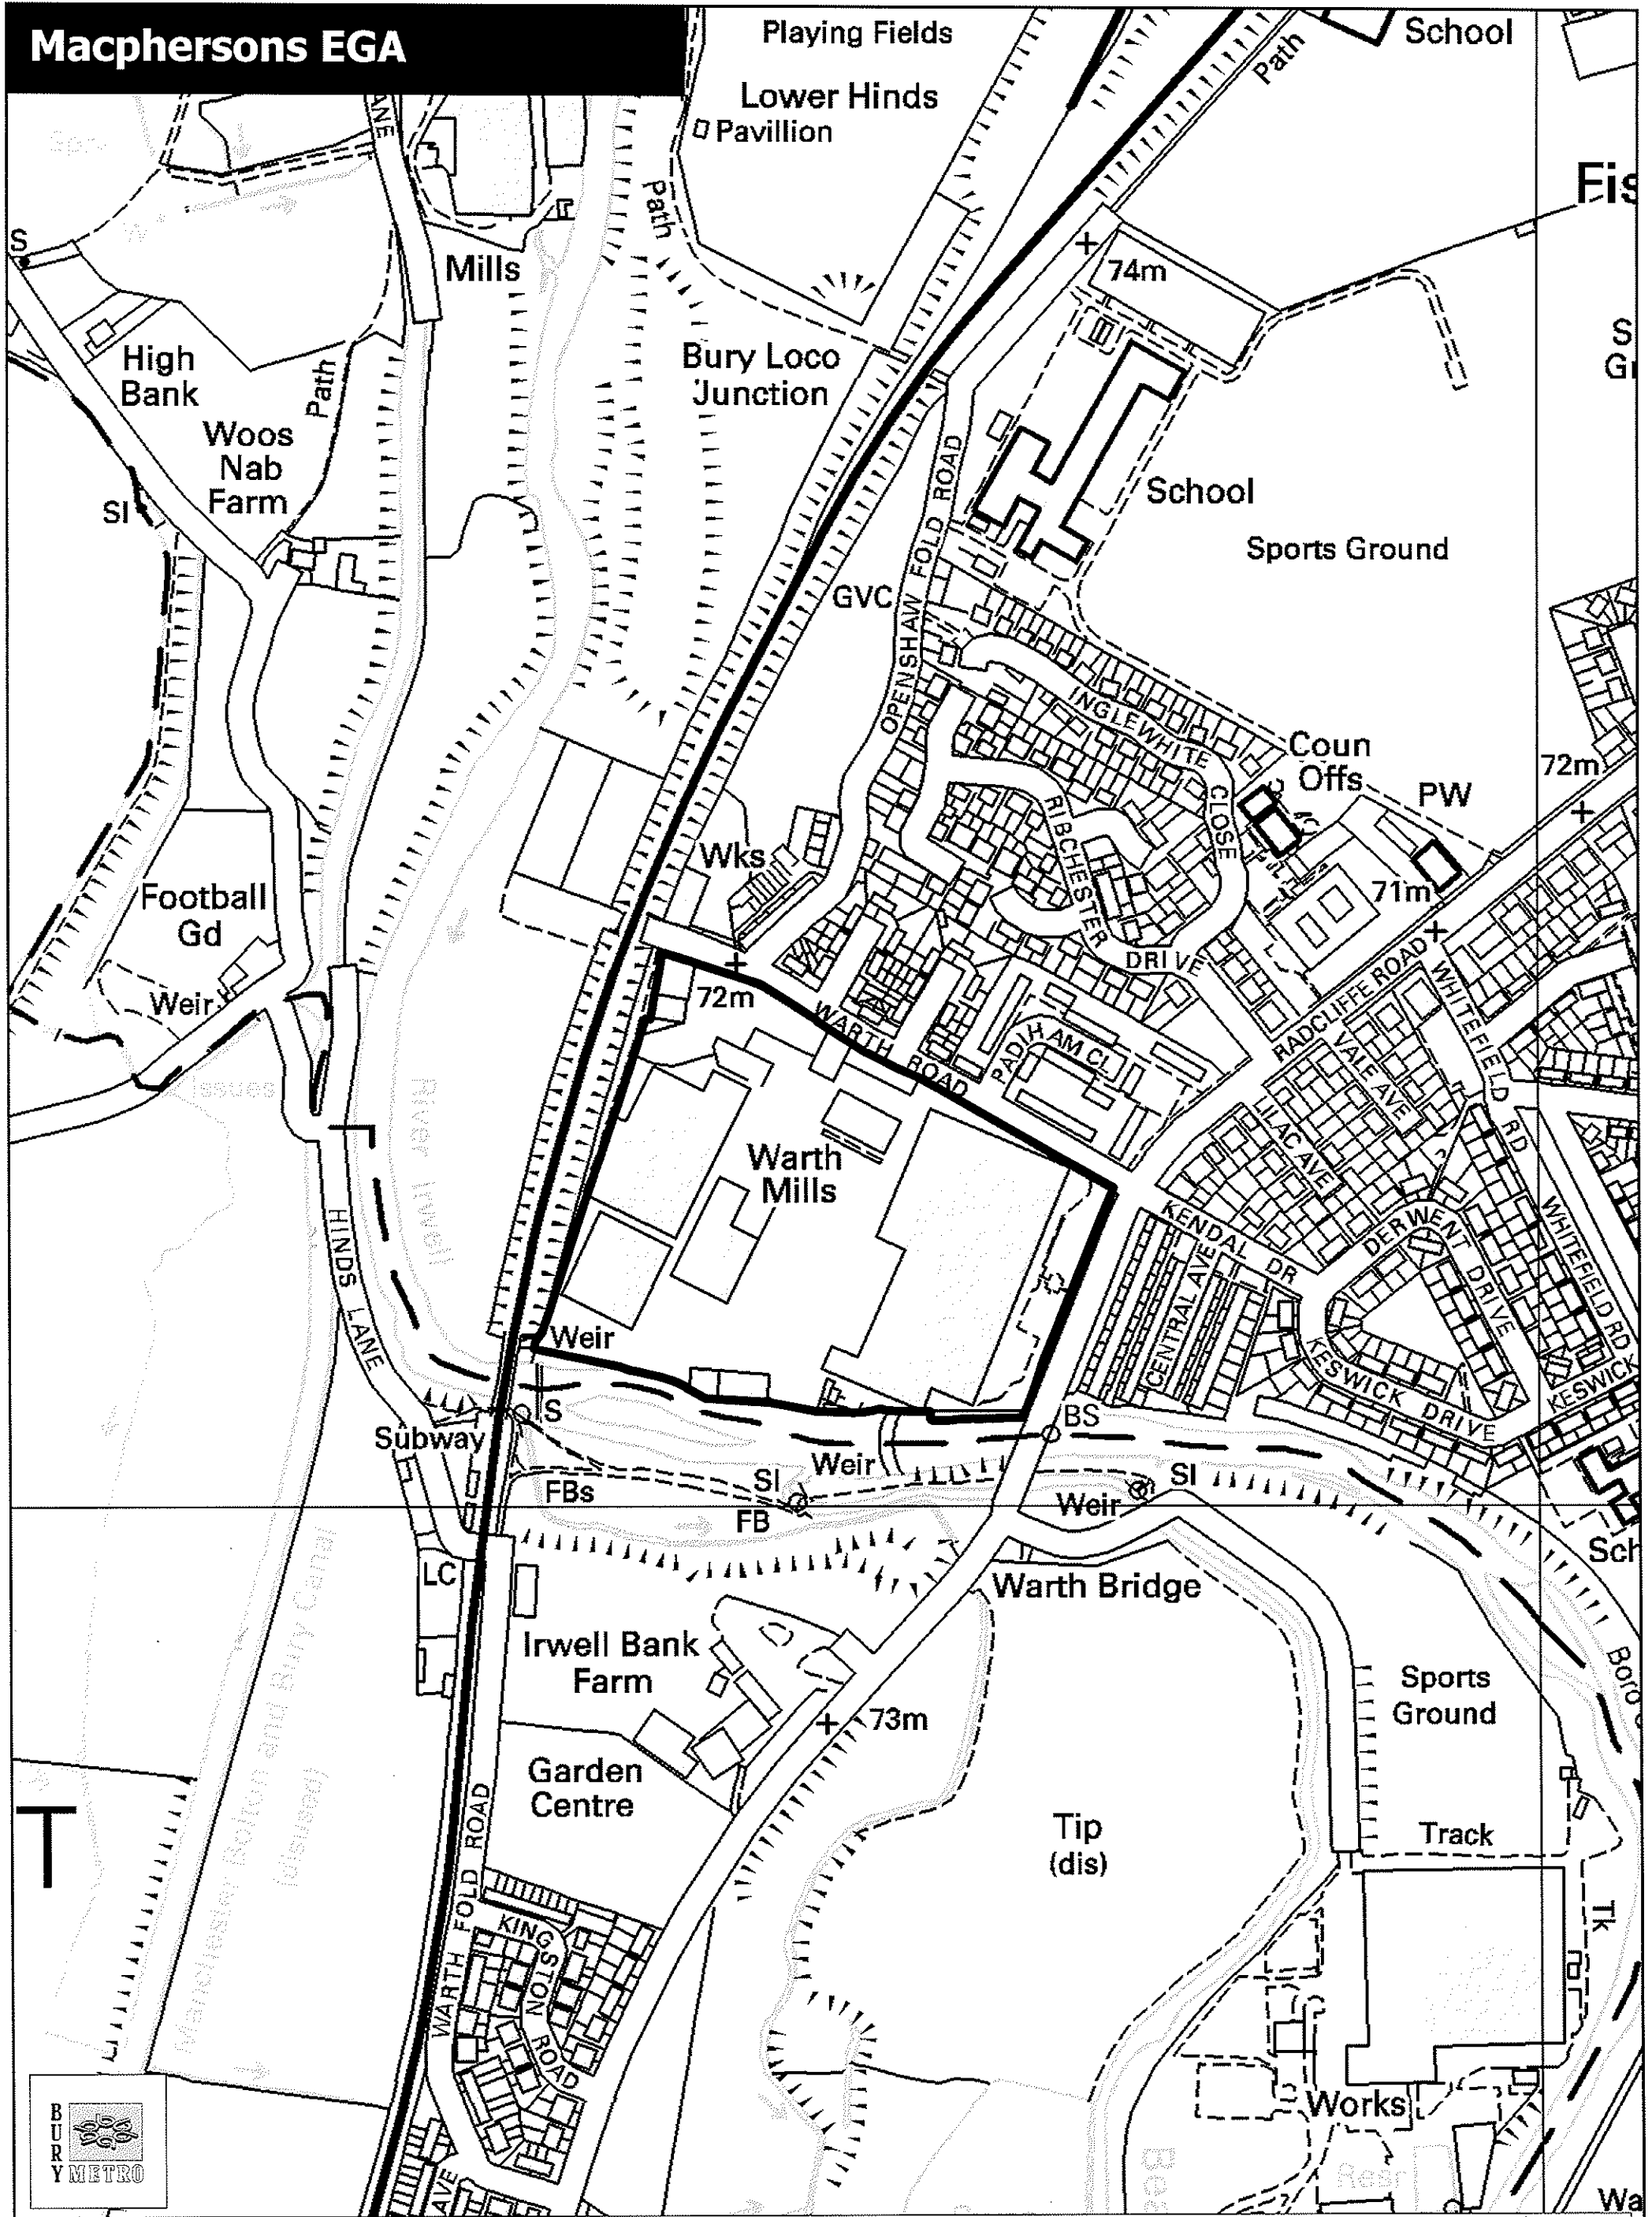 Macphersons EGA
Playing Fields
School
Path
Lower Hinds
Pavillion
ANE
Path
S
Mills
74m
High
Bank
Path
Bury Loco
Junction
Woos
Nab
Farm
SI
School
Sports Ground
OPENSHAW FOLD ROAD
GVC
INGLEWHITE CLOSE
Coun
Offs
PW
72m
RIBCHESTER DRIVE
Wks
71m
Football
Gd
Weir
72m
WARTH ROAD
PADIHAM CL
RADCLIFFE ROAD
WHITEFIELD RD
VALE AVE
LILAC AVE
Issues
River Irwell
Warth
Mills
HINDS LANE
KENDAL DR
DERWENT DRIVE
WHITEFIELD RD
CENTRAL AVE
KESWICK DRIVE
KESWICK
Weir
S
BS
Subway
Weir
SI
SI
FBs
FB
Weir
Sch
LC
Warth Bridge
Irwell Bank
Farm
73m
Sports
Ground
Boro
Garden
Centre
Manchester Bolton and Bury Canal
(disused)
T
Tip
(dis)
Track
Tk
WARTH FOLD ROAD
KINGSTON ROAD
Works
AVE
Wa
BURY
METRO